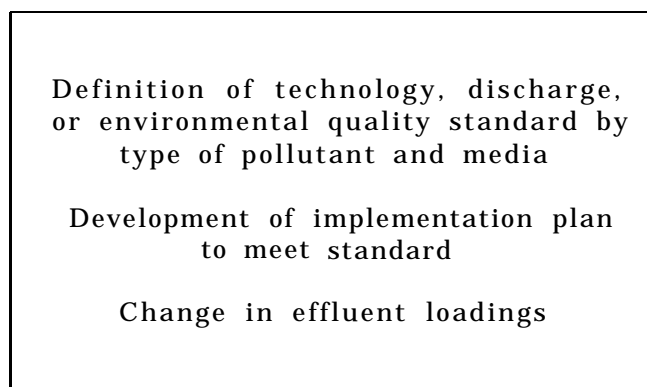 Definition of technology, discharge,
or environmental quality standard by
type of pollutant and media
Development of implementation plan
to meet standard
Change in effluent loadings